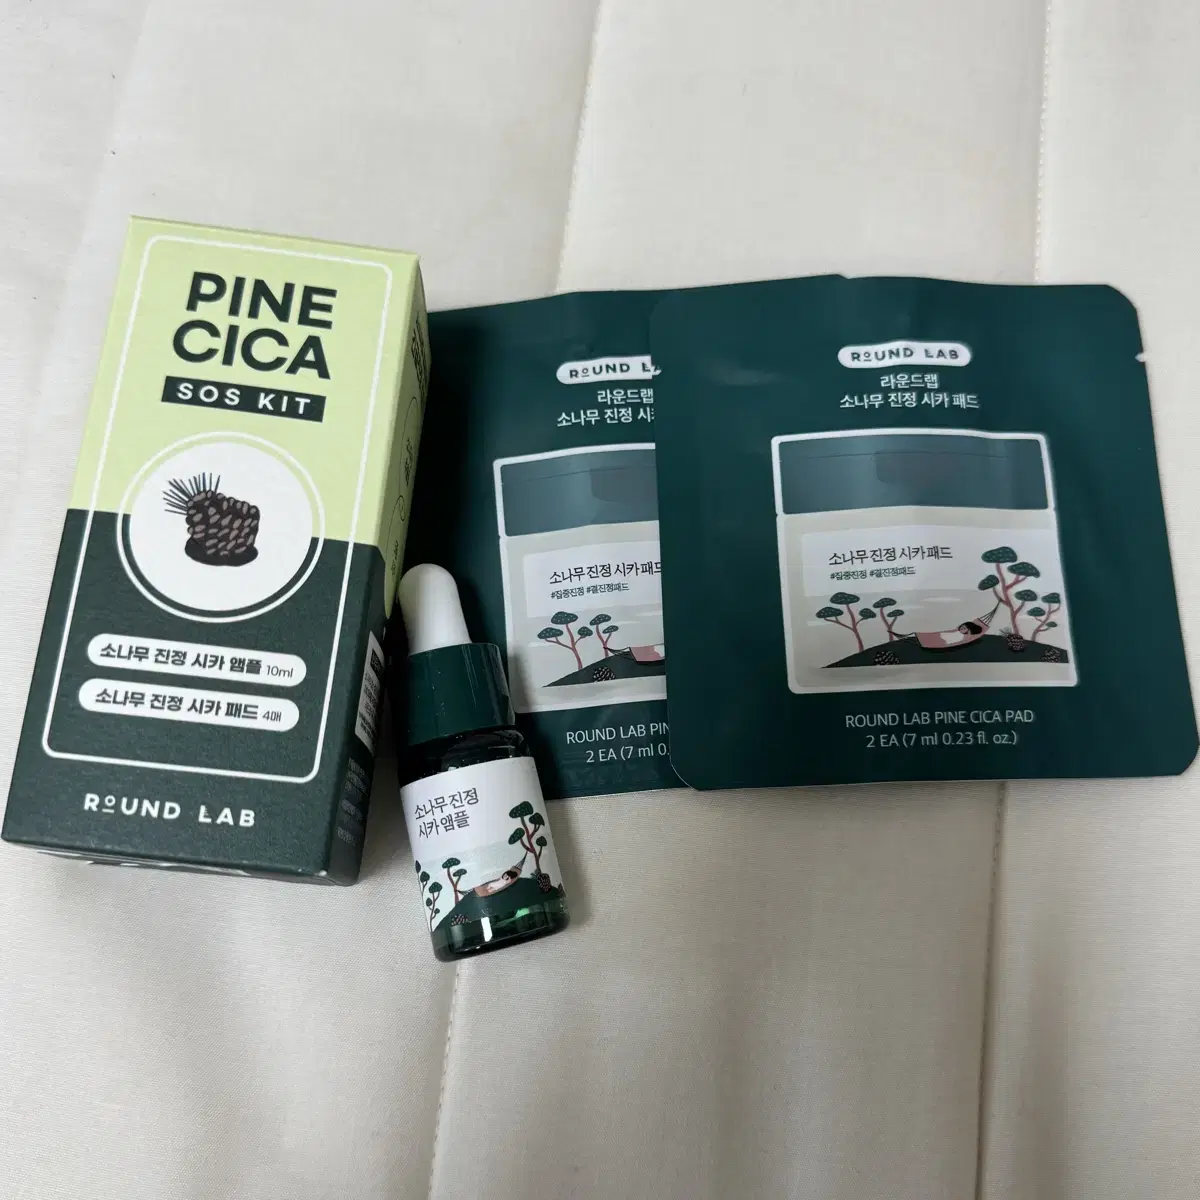 PINE
CICA
SOS KIT
소나무 진정 시카 앰플 10ml
소나무 진정 시카 패드 4매
ROUND LAB
ROUND LA
라운드랩
소나무 진정 시카
소나무 진정 시카 패드
#집중진정 #결진정패드
ROUND LAB PIN
2 EA (7 ml 0.
ROUND LAB
라운드랩
소나무 진정 시카 패드
소나무 진정 시카 패드
#집중진정 #결진정패드
ROUND LAB PINE CICA PAD
2 EA (7 ml 0.23 fl. oz.)
소나무 진정
시카 앰플